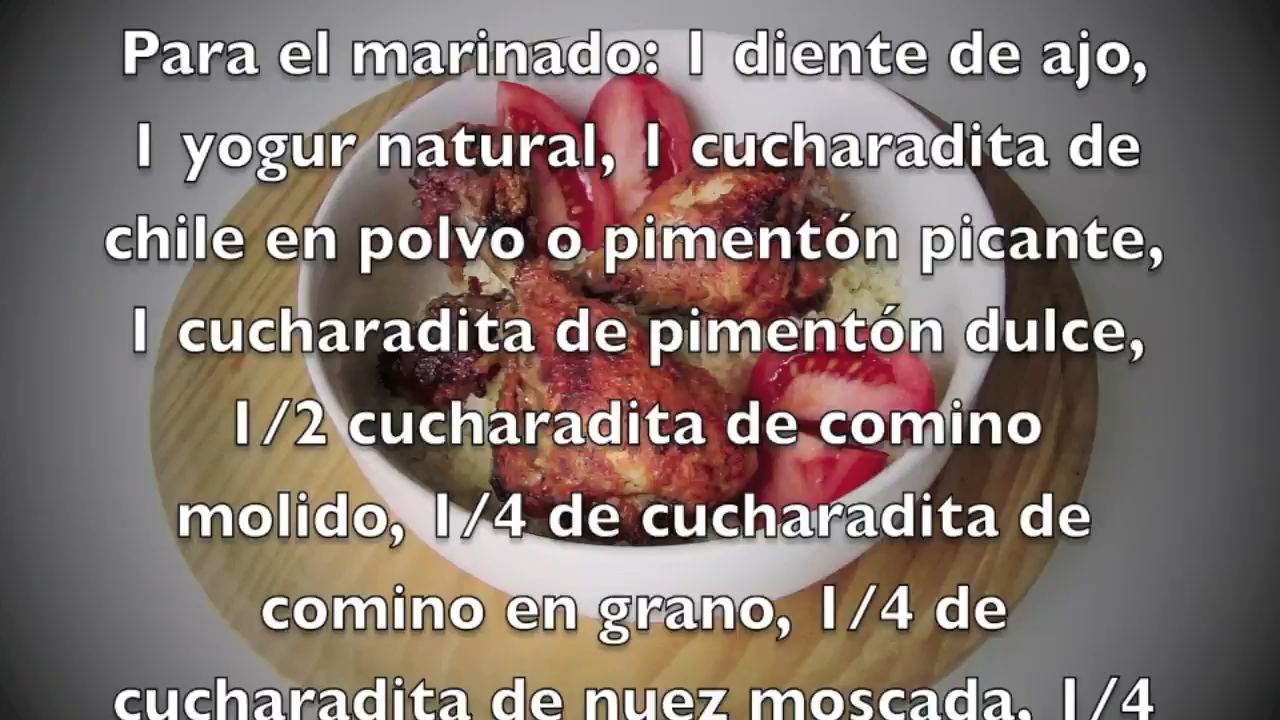 Para el marinado: 1 diente de ajo,
1 yogur natural, 1 cucharadita de
chile en polvo o pimentón picante,
1 cucharadita de pimentón dulce,
1/2 cucharadita de comino
molido, 1/4 de cucharadita de
comino en grano, 1/4 de
cucharadita de nuez moscada, 1/4